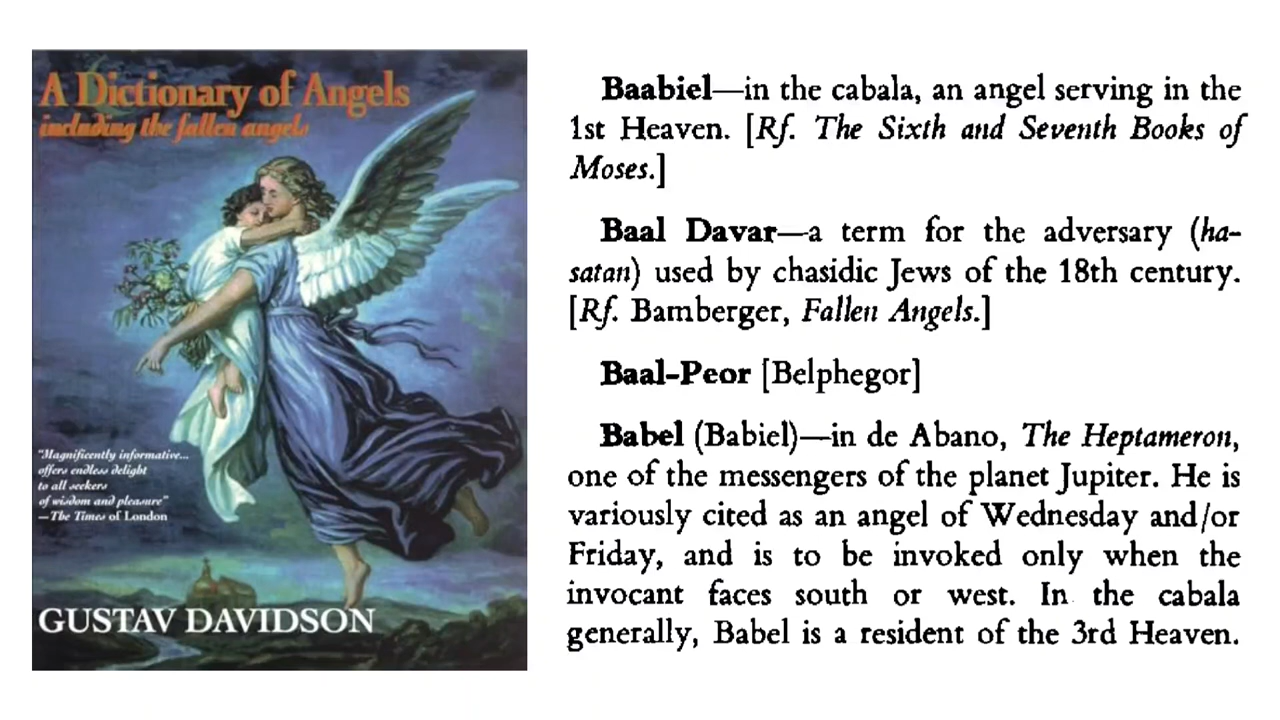 A Dictionary of Angels
including the fallen angels
"Magnificently informative...
offers endless delight
to all seekers
of wisdom and pleasure"
—The Times of London
GUSTAV DAVIDSON
Baabiel—in the cabala, an angel serving in the
1st Heaven. [Rf. The Sixth and Seventh Books of
Moses.]
Baal Davar—a term for the adversary (ha-
satan) used by chasidic Jews of the 18th century.
[Rf. Bamberger, Fallen Angels.]
Baal-Peor [Belphegor]
Babel (Babiel)—in de Abano, The Heptameron,
one of the messengers of the planet Jupiter. He is
variously cited as an angel of Wednesday and/or
Friday, and is to be invoked only when the
invocant faces south or west. In the cabala
generally, Babel is a resident of the 3rd Heaven.